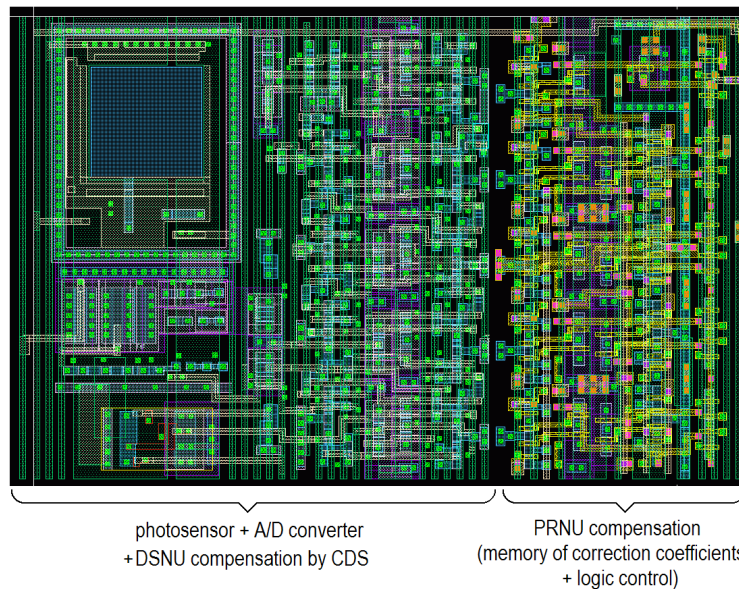 photosensor + A/D converter
+DSNU compensation by CDS
PRNU compensation
(memory of correction coefficients
+ logic control)